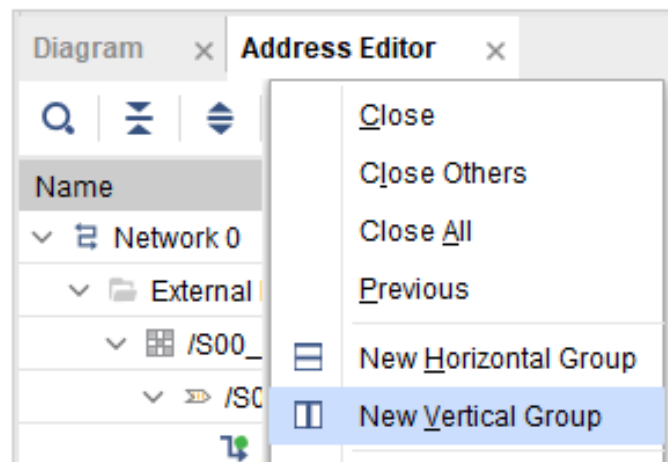 Diagram
Address Editor
Close
Close Others
Name
Network 0
Close All
External
Previous
/S00_
New Horizontal Group
New Vertical Group